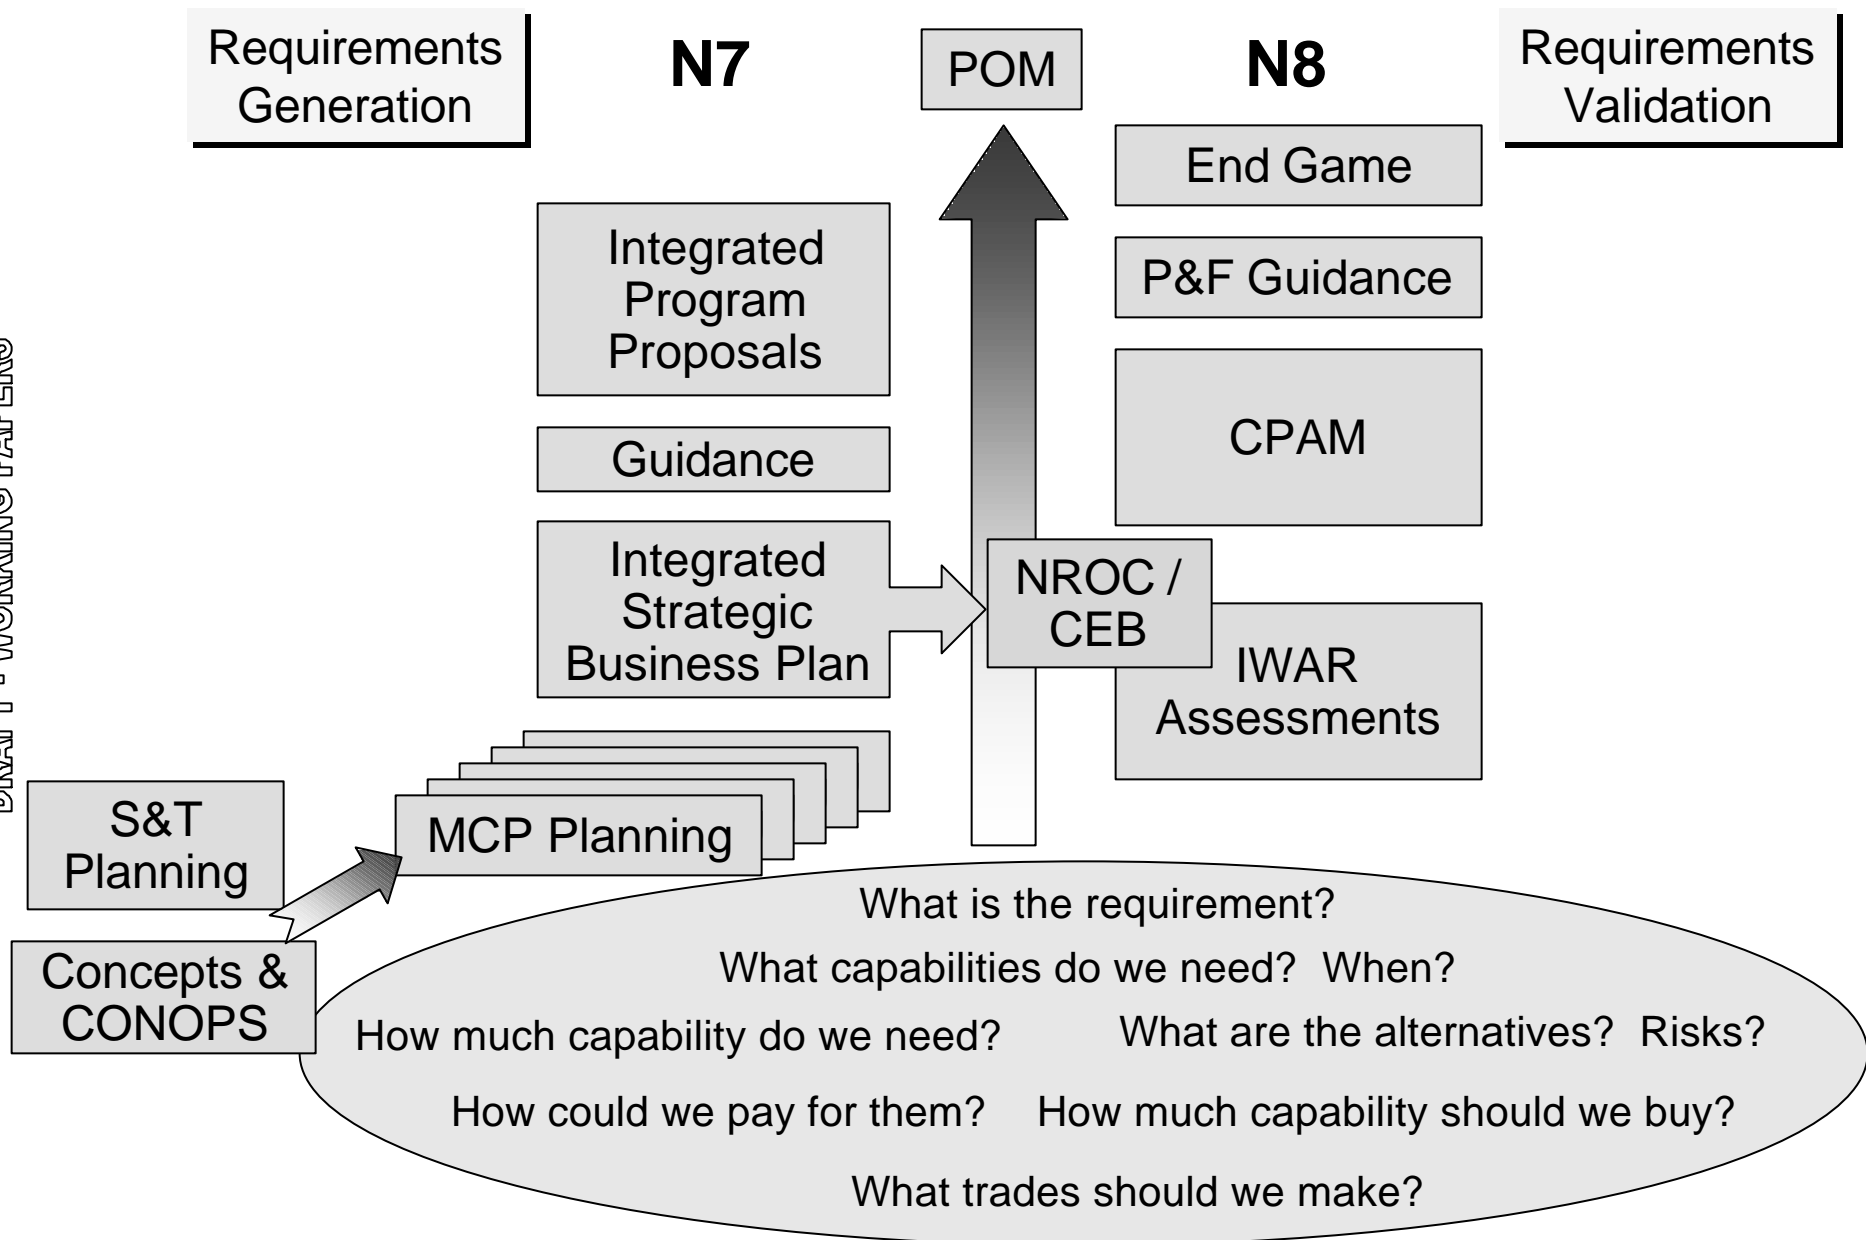 Requirements
Generation
N7
POM
N8
Requirements
Validation
End Game
Integrated
Program
Proposals
P&F Guidance
Guidance
CPAM
Integrated
Strategic
Business Plan
NROC /
CEB
IWAR
Assessments
S&T
Planning
MCP Planning
Concepts &
CONOPS
What is the requirement?
What capabilities do we need?  When?
How much capability do we need?
What are the alternatives?  Risks?
How could we pay for them?
How much capability should we buy?
What trades should we make?